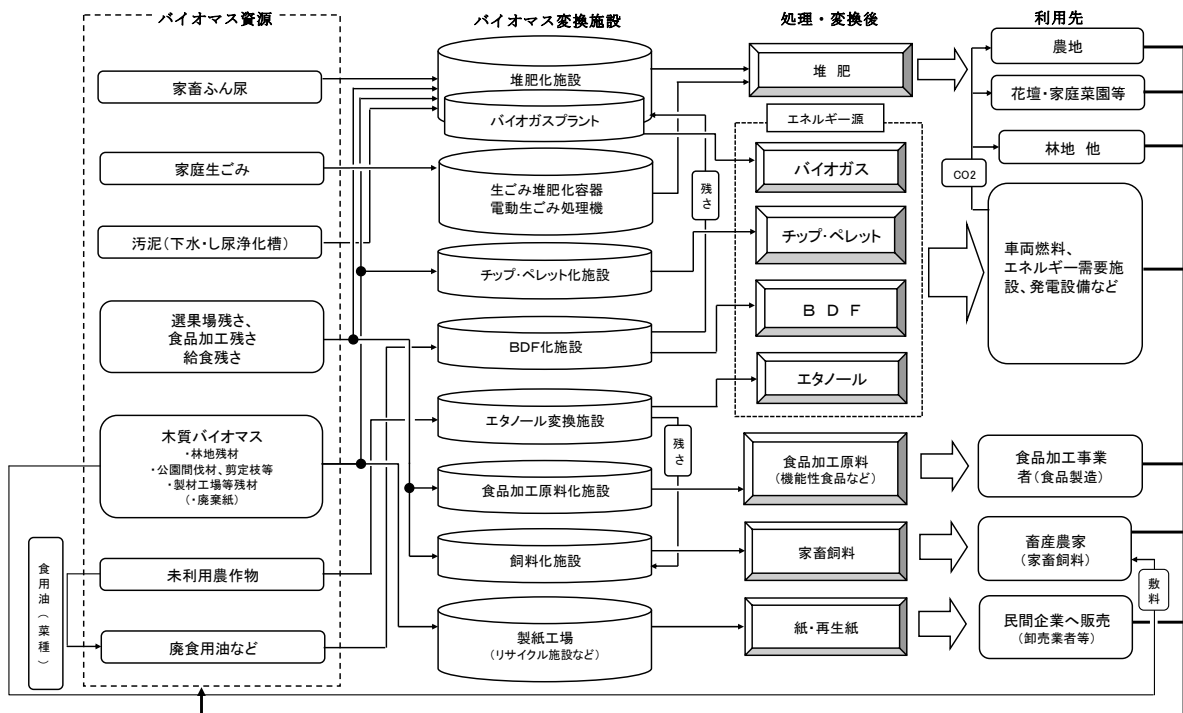 バイオマス資源
バイオマス変換施設
処理・変換後
利用先
家畜ふん尿
家庭生ごみ
汚泥(下水・し尿浄化槽)
選果場残さ、
食品加工残さ
給食残さ
木質バイオマス
・林地残材
・公園間伐材、剪定枝等
・製材工場等残材
(・廃棄紙)
未利用農作物
廃食用油など
食用油(菜種)
堆肥化施設
バイオガスプラント
生ごみ堆肥化容器
電動生ごみ処理機
チップ・ペレット化施設
BDF化施設
エタノール変換施設
食品加工原料化施設
飼料化施設
製紙工場
(リサイクル施設など)
残さ
残さ
堆 肥
エネルギー源
バイオガス
チップ・ペレット
B D F
エタノール
食品加工原料
(機能性食品など)
家畜飼料
紙・再生紙
農地
花壇・家庭菜園等
林地 他
CO2
車両燃料、
エネルギー需要施
設、発電設備など
食品加工事業
者(食品製造)
畜産農家
(家畜飼料)
敷料
民間企業へ販売
(卸売業者等)